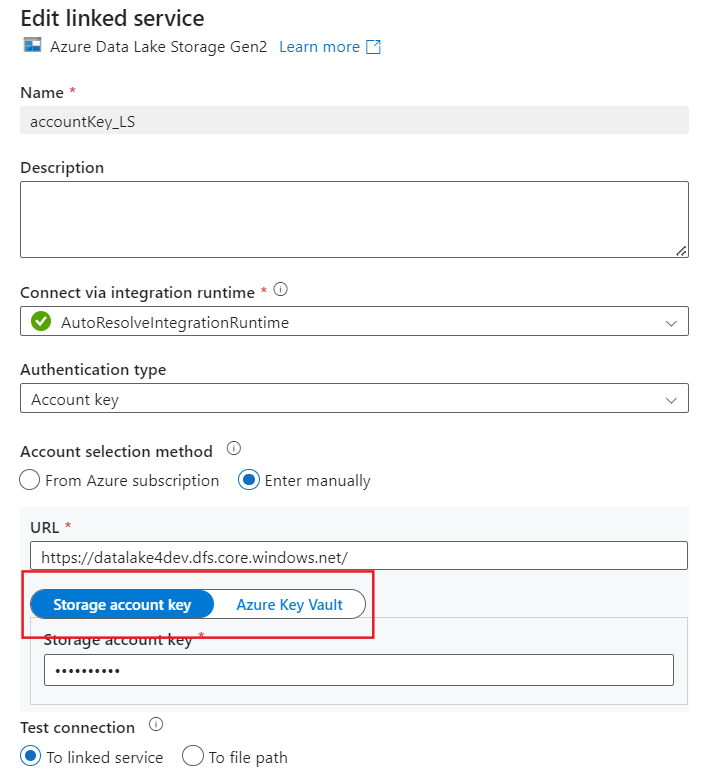 Edit linked service
Azure Data Lake Storage Gen2 Learn more
Name *
accountKey_LS
Description
Connect via integration runtime *
AutoResolveIntegrationRuntime
Authentication type
Account key
Account selection method
From Azure subscription Enter manually
URL *
https://datalake4dev.dfs.core.windows.net/
Storage account key Azure Key Vault
Storage account key *
••••••••••
Test connection
To linked service To file path